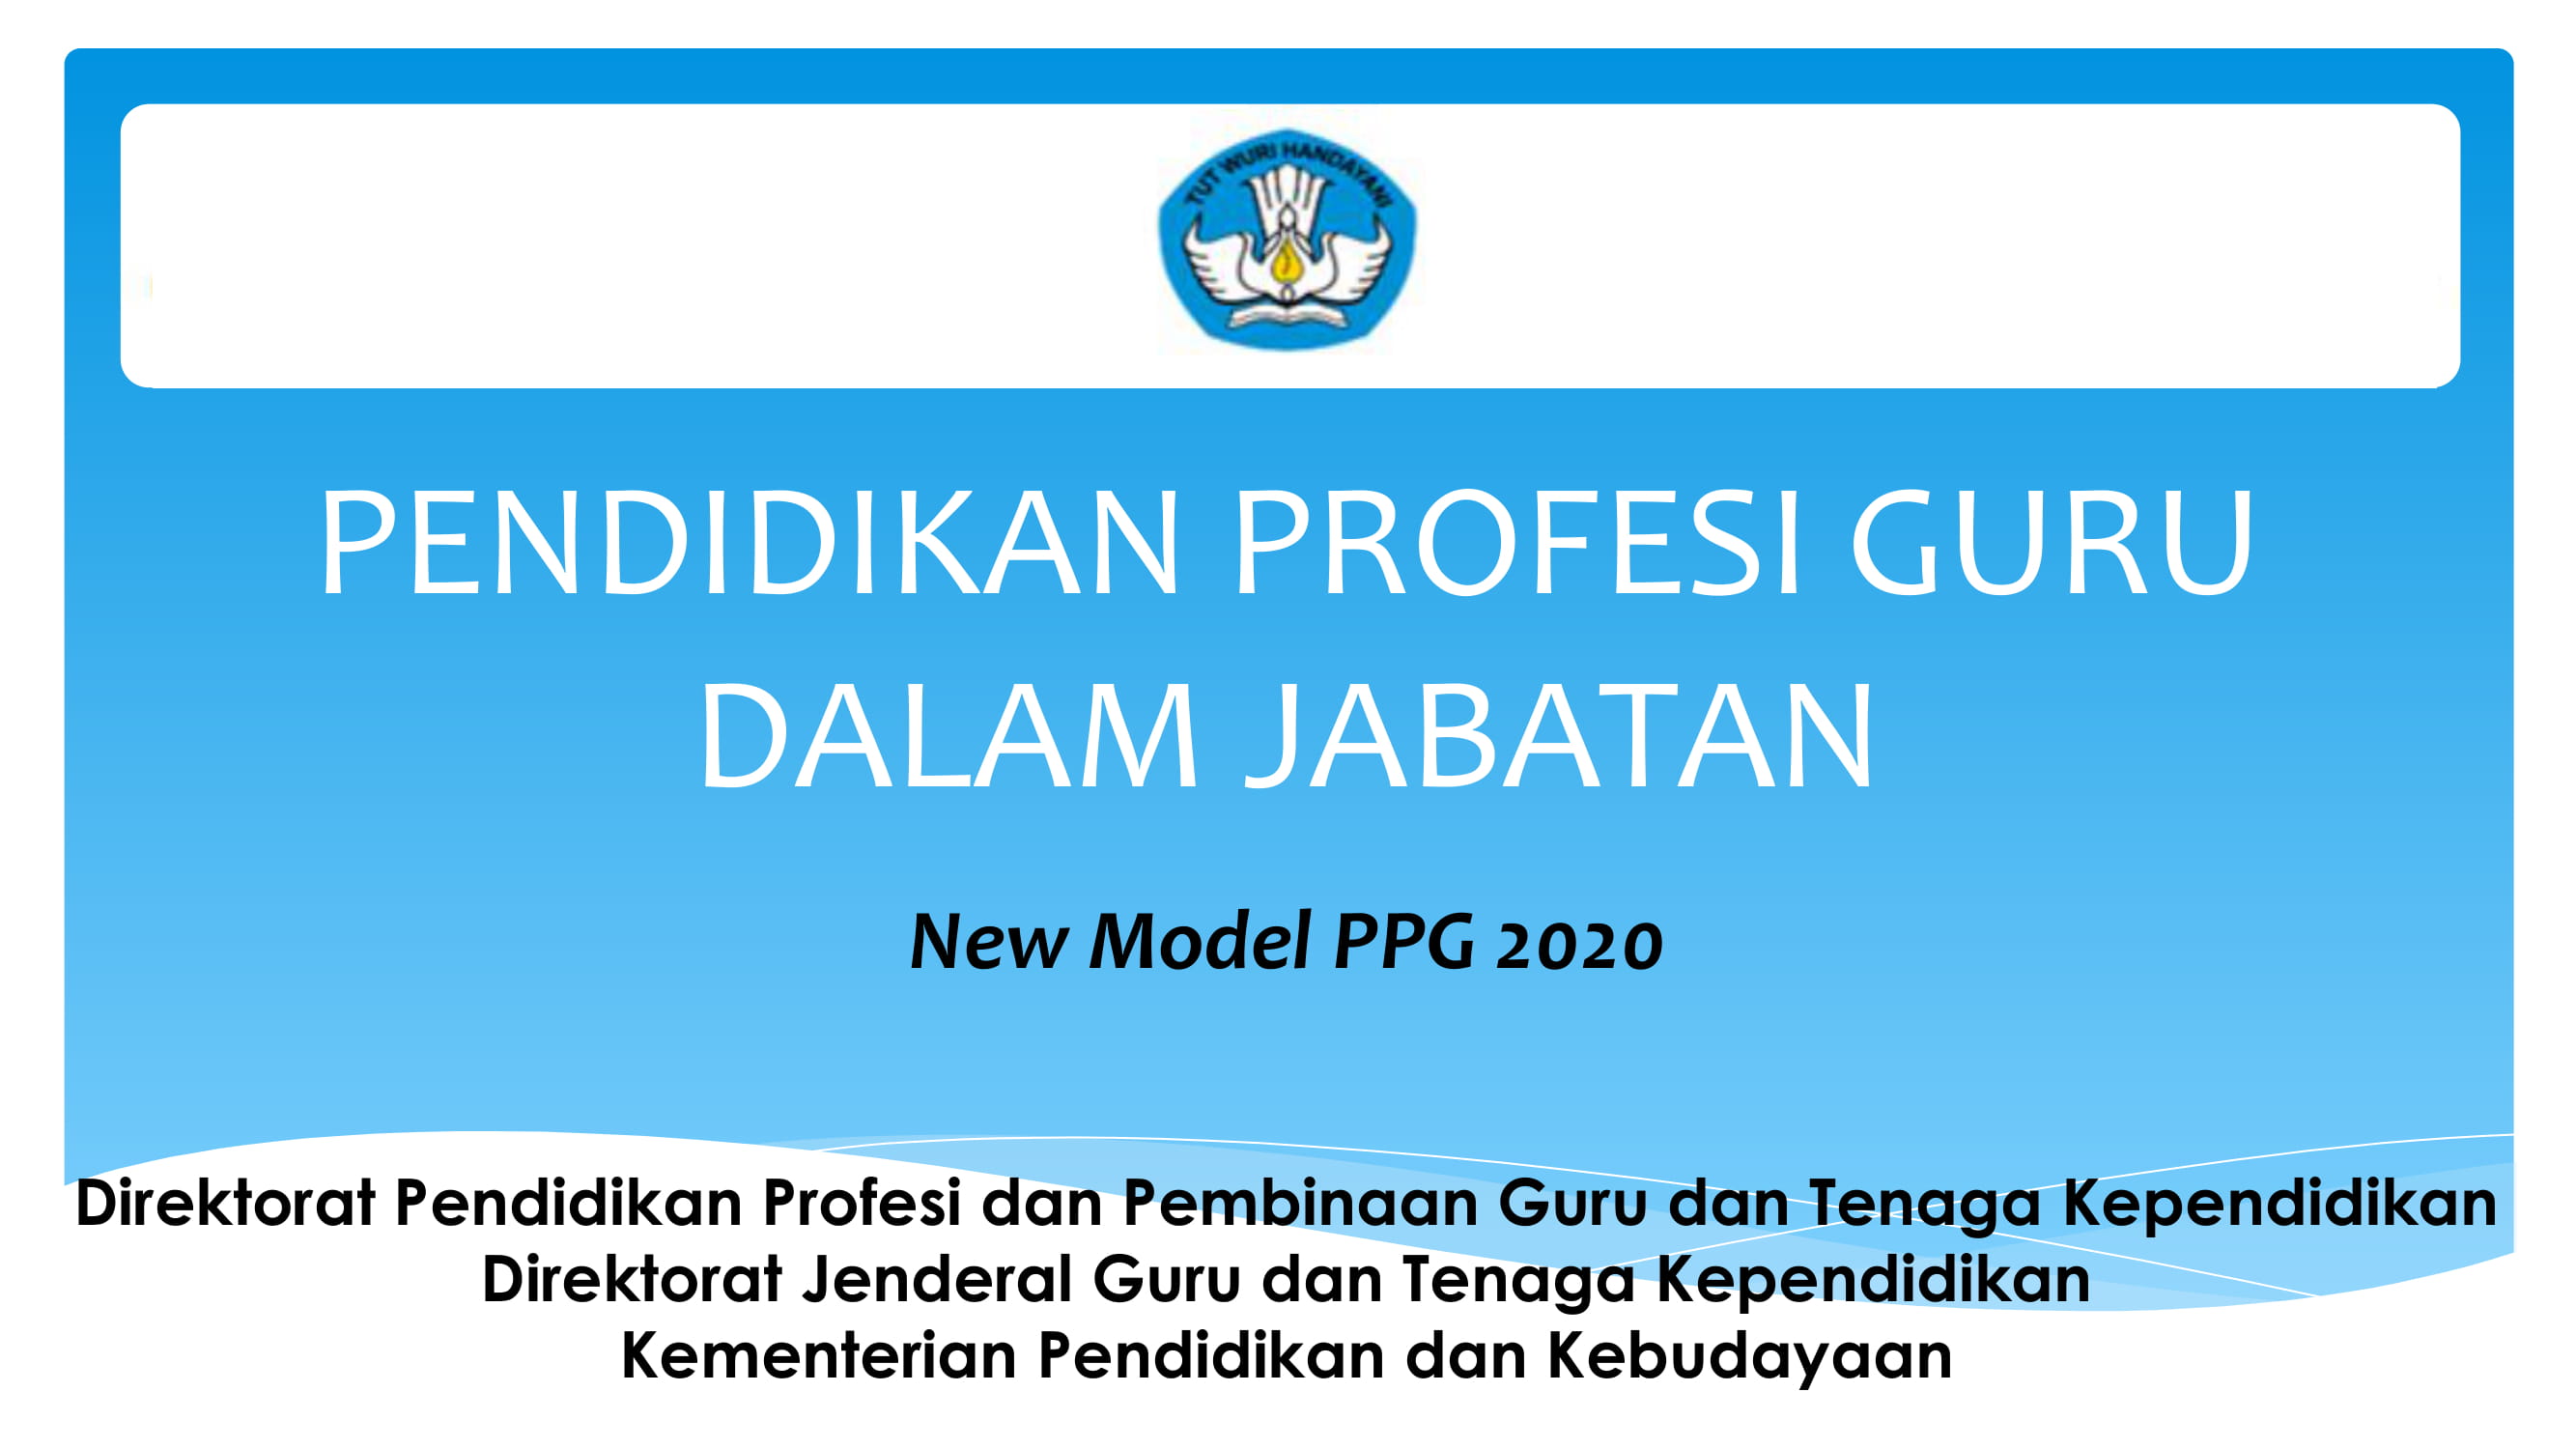 TUT WURI HANDAYANI
PENDIDIKAN PROFESI GURU
DALAM JABATAN
New Model PPG 2020
Direktorat Pendidikan Profesi dan Pembinaan Guru dan Tenaga Kependidikan
Direktorat Jenderal Guru dan Tenaga Kependidikan
Kementerian Pendidikan dan Kebudayaan